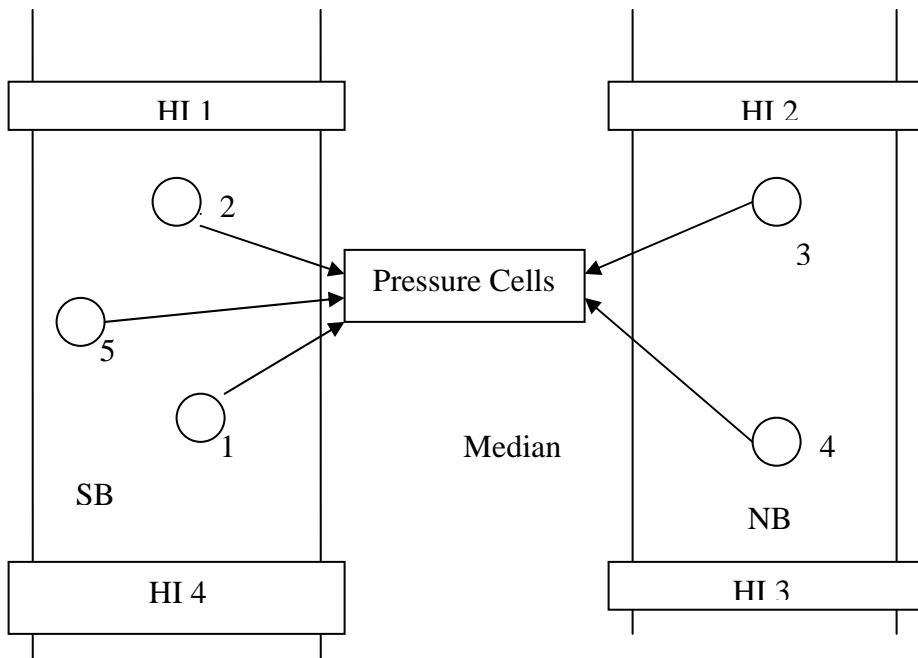 HI 1
HI 2
2
3
Pressure Cells
5
1
Median
4
SB
NB
HI 4
HI 3